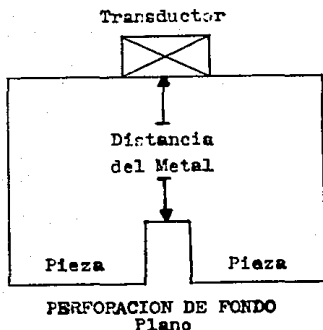 Transductor
Distancia
del Metal
Pieza Pieza
PERFORACION DE FONDO
Plano